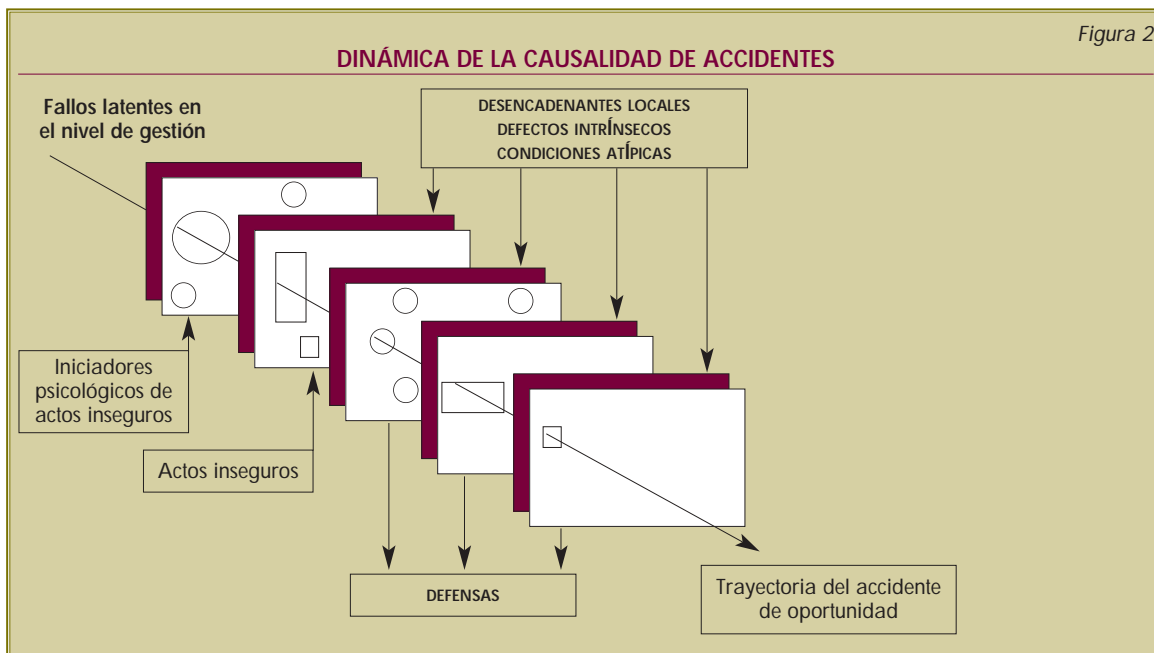 Figura 2
DINÁMICA DE LA CAUSALIDAD DE ACCIDENTES
Fallos latentes en
el nivel de gestión
DESENCADENANTES LOCALES
DEFECTOS INTRÍNSECOS
CONDICIONES ATÍPICAS
Iniciadores
psicológicos de
actos inseguros
Actos inseguros
DEFENSAS
Trayectoria del accidente
de oportunidad